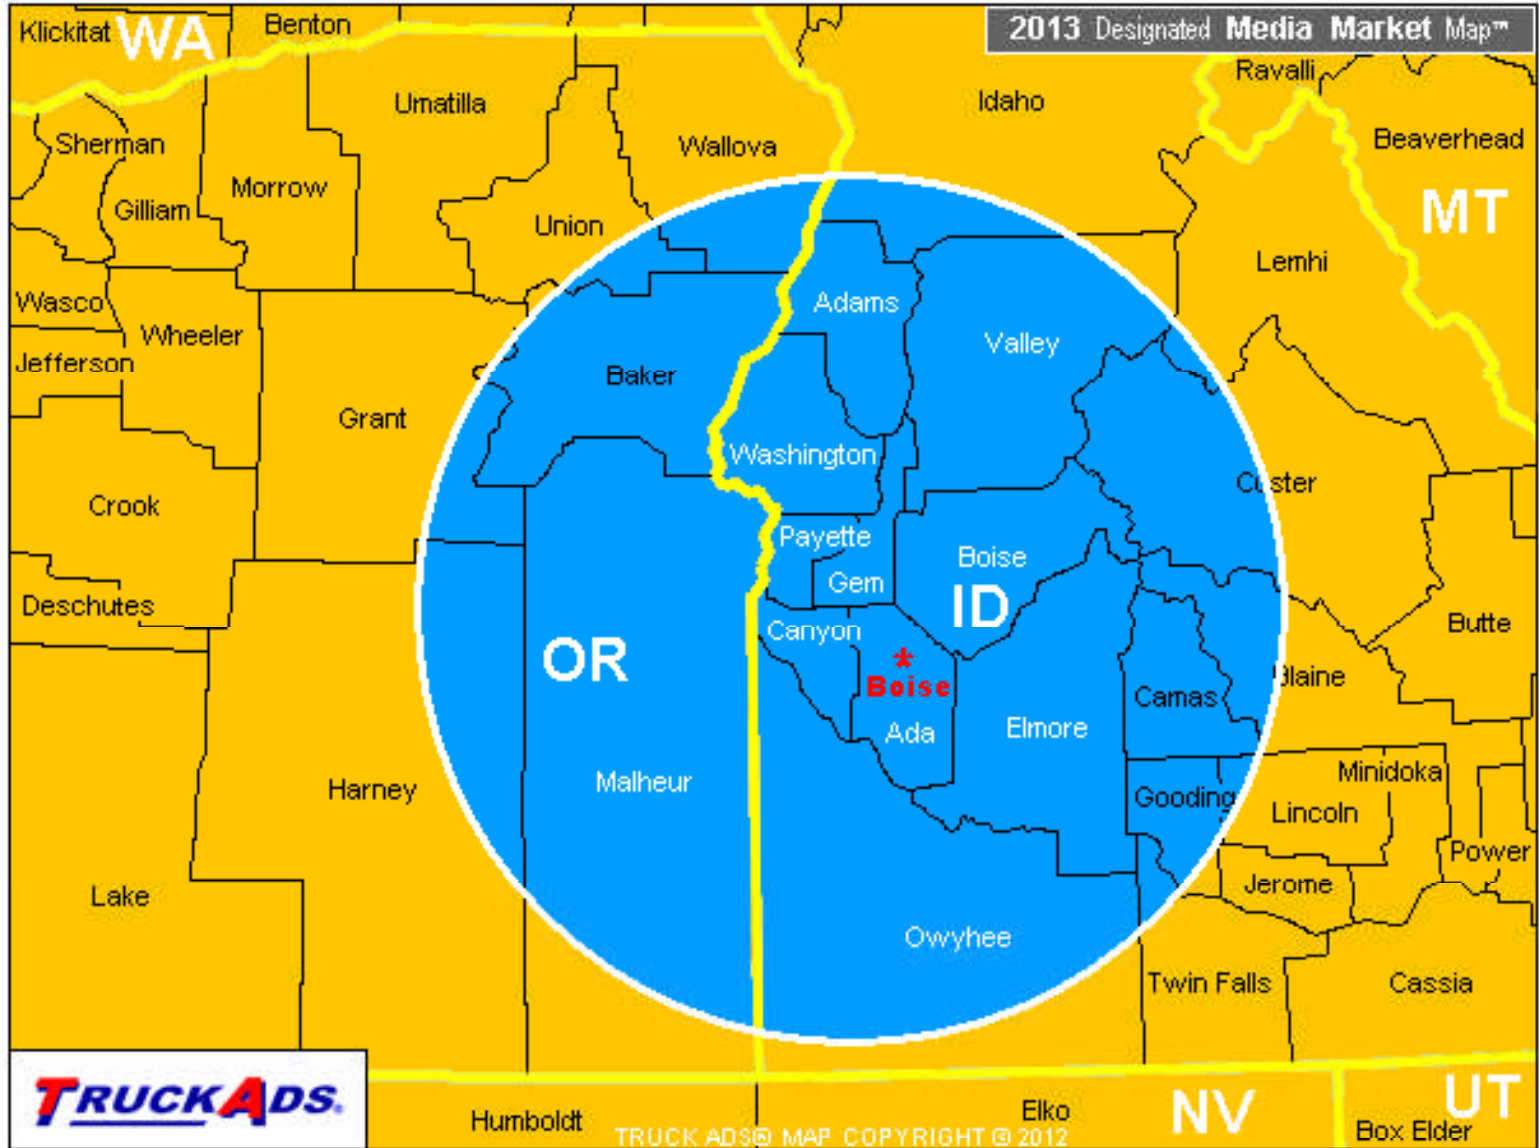 Klickitat
WA
Benton
2013 Designated Media Market Map™
Ravalli
Umatilla
Idaho
Beaverhead
Sherman
Wallova
Morrow
MT
Gilliam
Union
Lemhi
Wasco
Adams
Wheeler
Valley
Jefferson
Baker
Grant
Washington
Custer
Crook
Payette
Boise
Gem
Deschutes
ID
Butte
Canyon
OR
Boise
Blaine
Camas
Ada
Elmore
Minidoka
Malheur
Harney
Gooding
Lincoln
Power
Jerome
Lake
Owyhee
Twin Falls
Cassia
TRUCKADS.
Humboldt
Elko
NV
UT
Box Elder
TRUCK ADS® MAP COPYRIGHT © 2012